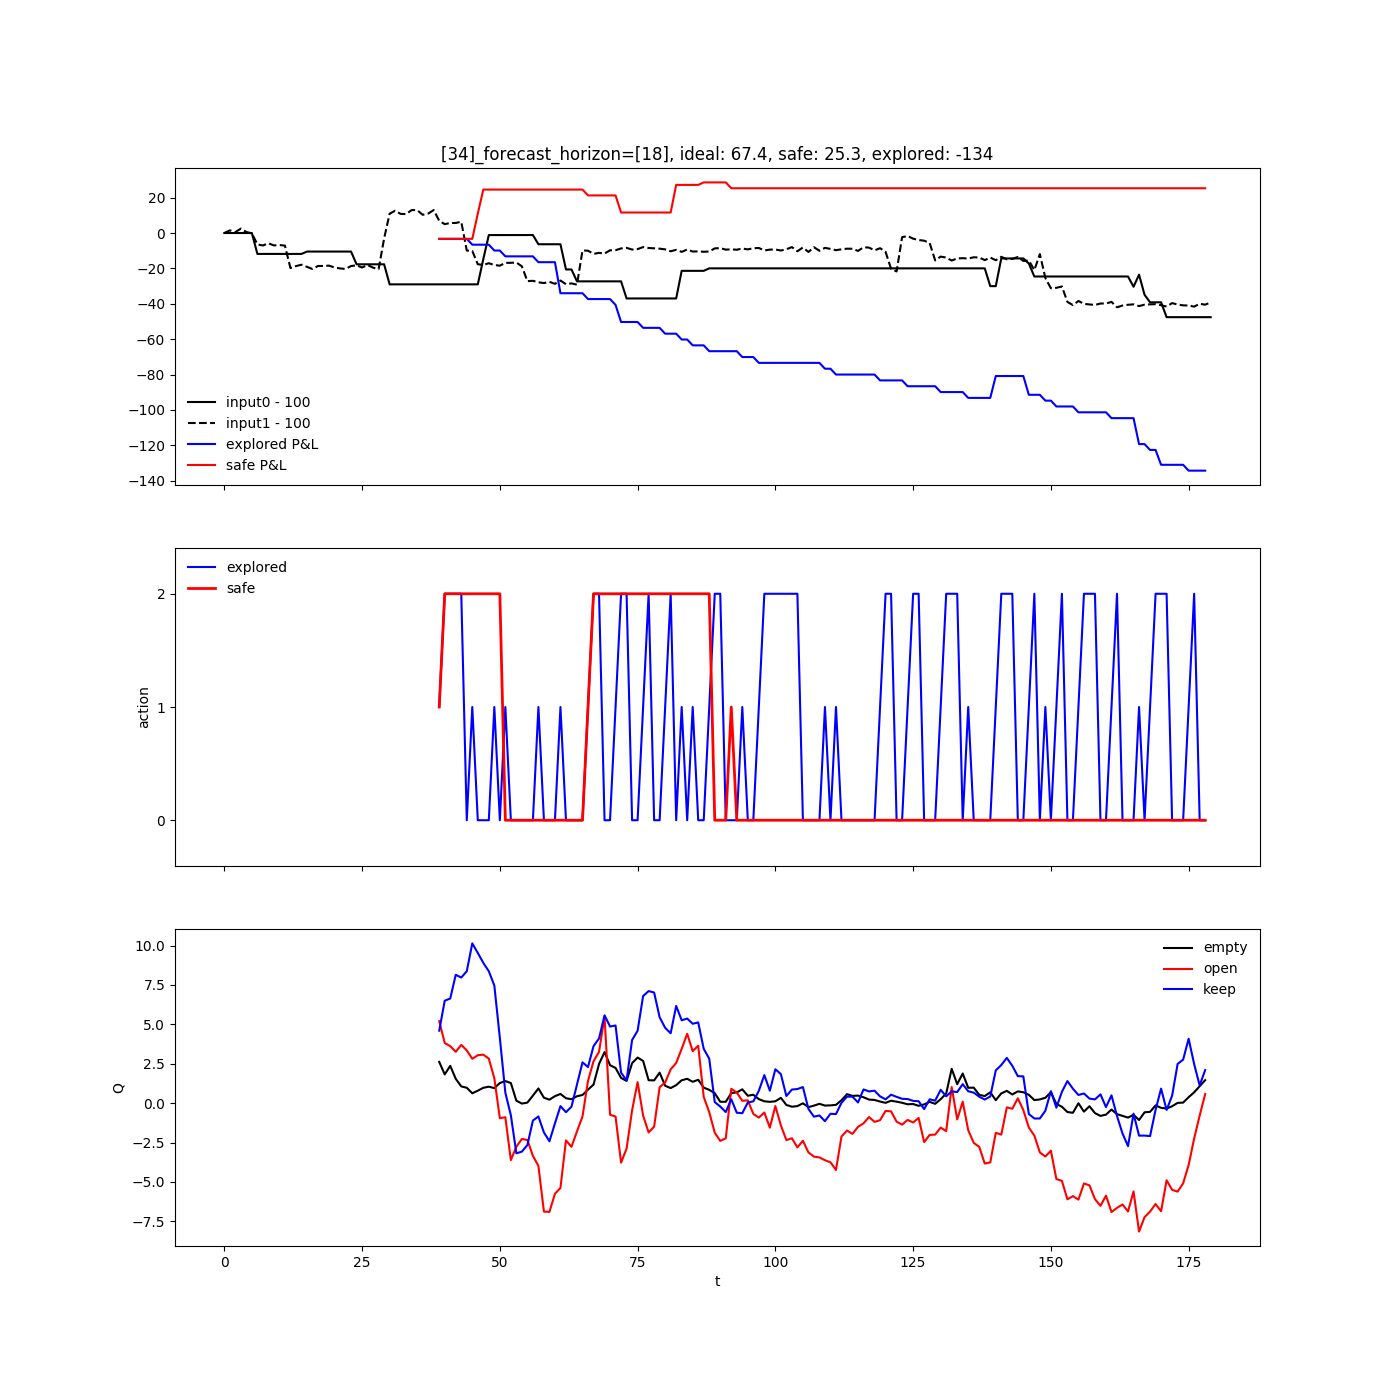 [34]_forecast_horizon=[18], ideal: 67.4, safe: 25.3, explored: -134
20
0
−20
−40
−60
−80
−100
−120
−140
input0 - 100
input1 - 100
explored P&L
safe P&L
explored
safe
2
1
0
action
empty
open
keep
10.0
7.5
5.0
2.5
0.0
−2.5
−5.0
−7.5
Q
0 25 50 75 100 125 150 175
t